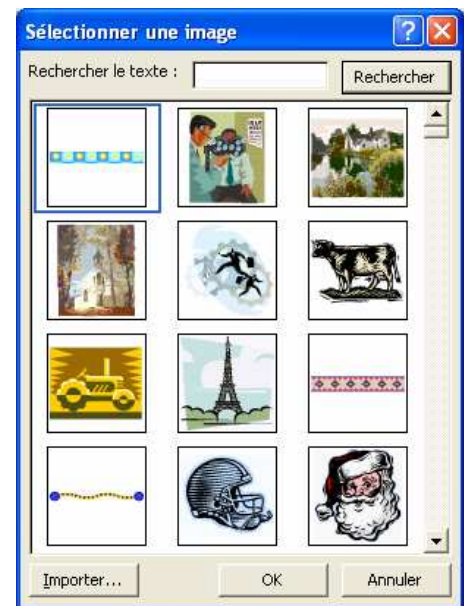 Sélectionner une image
Rechercher le texte :
Rechercher
Importer...
OK
Annuler